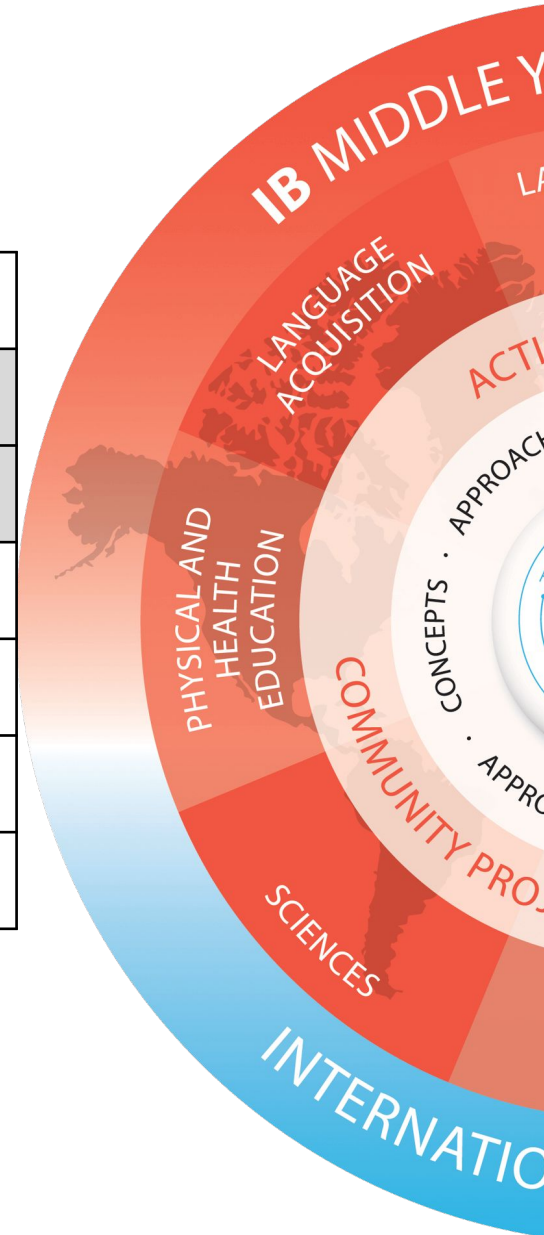 IB MIDDLE Y
LA
LANGUAGE
ACQUISITION
ACTI
APPROACH
PHYSICAL AND
HEALTH
EDUCATION
· CONCEPTS ·
COMMUNITY PROJ
APPRO
SCIENCES
INTERNATIO